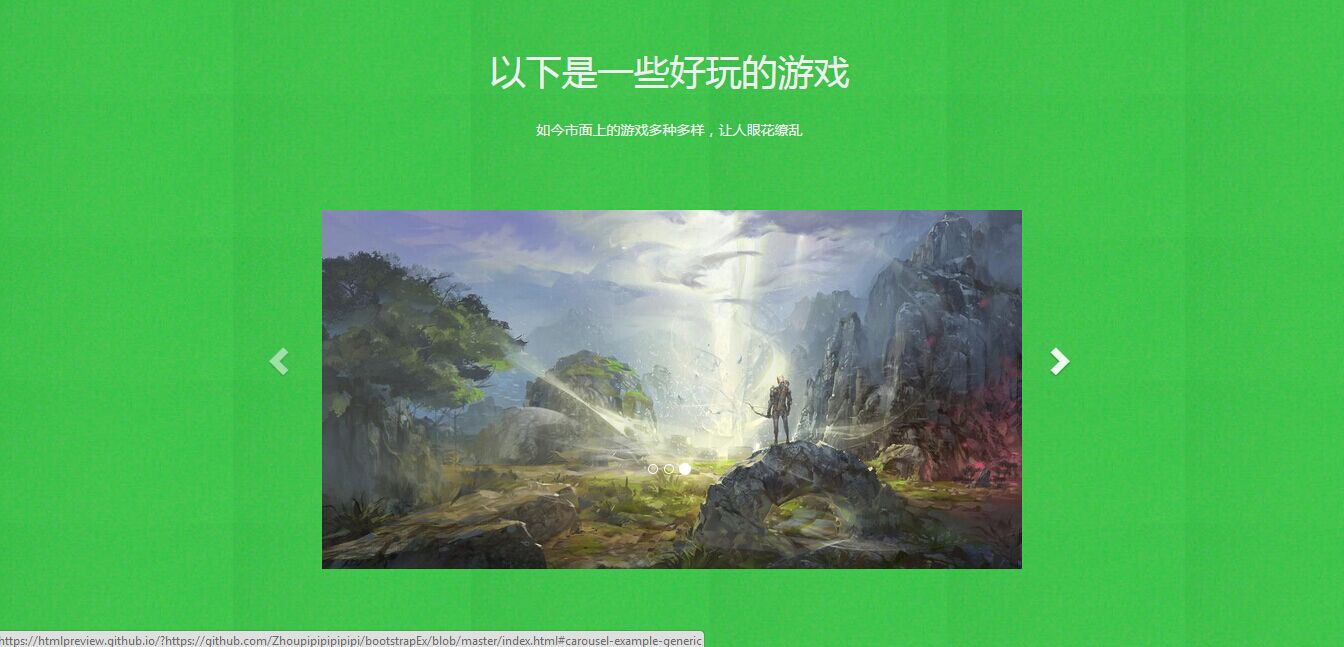 以下是一些好玩的游戏
如今市面上的游戏多种多样，让人眼花缭乱
https://htmlpreview.github.io/?https://github.com/Zhoupipipipipipi/bootstrapEx/blob/master/index.html#carousel-example-generic